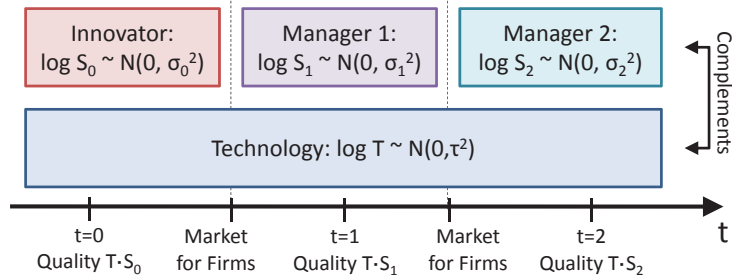 Innovator:
log S₀ ~ N(0, σ₀²)
Manager 1:
log S₁ ~ N(0, σ₁²)
Manager 2:
log S₂ ~ N(0, σ₂²)
Complements
Technology: log T ~ N(0,τ²)
t
t=0
Quality T·S₀
Market
for Firms
t=1
Quality T·S₁
Market
for Firms
t=2
Quality T·S₂